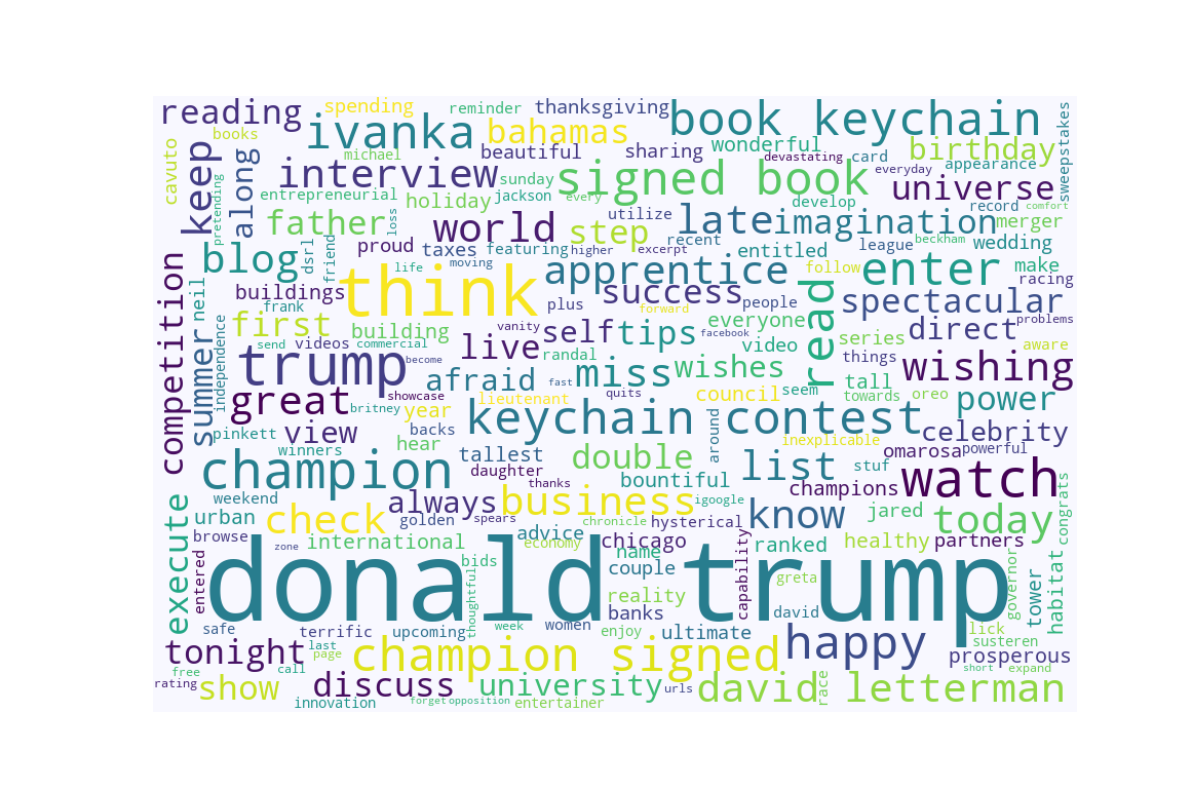 reading
spending
reminder
thanksgiving
book keychain
sweepstakes
books
ivanka
bahamas
wonderful
birthday
cavuto
keep
along
michael
beautiful
sharing
devastating
card
appearance
interview
sunday
signed book
everyday
universe
entrepreneurial
jackson
every
develop
record
comfort
pretending
father
loss
holiday
world
utilize
late
imagination
merger
step
proud
taxes
featuring
higher
excerpt
recent
entitled
league
beckham
wedding
blog
dsrl
friend
life
moving
apprentice
follow
enter
make
racing
competition
neil
buildings
think
success
people
spectacular
frank
plus
forward
read
first
building
vanity
self
tips
everyone
direct
problems
summer
independence
send
videos
commercial
live
randal
facebook
video
series
aware
trump
become
miss
wishes
things
wishing
afraid
fast
showcase
quits
council
seem
tall
towards
oreo
power
great
britney
year
lieutenant
keychain
contest
pinkett
view
backs
hear
around
inexplicable
celebrity
winners
tallest
double
list
omarosa
powerful
champion
daughter
bountiful
stuf
watch
weekend
thanks
always
business
igoogle
champions
congrats
execute
urban
check
golden
spears
chronicle
hysterical
know
jared
today
browse
advice
entered
zone
international
economy
chicago
name
capability
ranked
healthy
partners
donald trump
bids
couple
thoughtful
reality
greta
governor
tower
habitat
banks
david
safe
terrific
upcoming
week
women
enjoy
ultimate
happy
lick
susteren
tonight
last
page
champion signed
prosperous
free
call
short
expand
rating
show
discuss
university
urls
david letterman
race
innovation
forget
opposition
entertainer